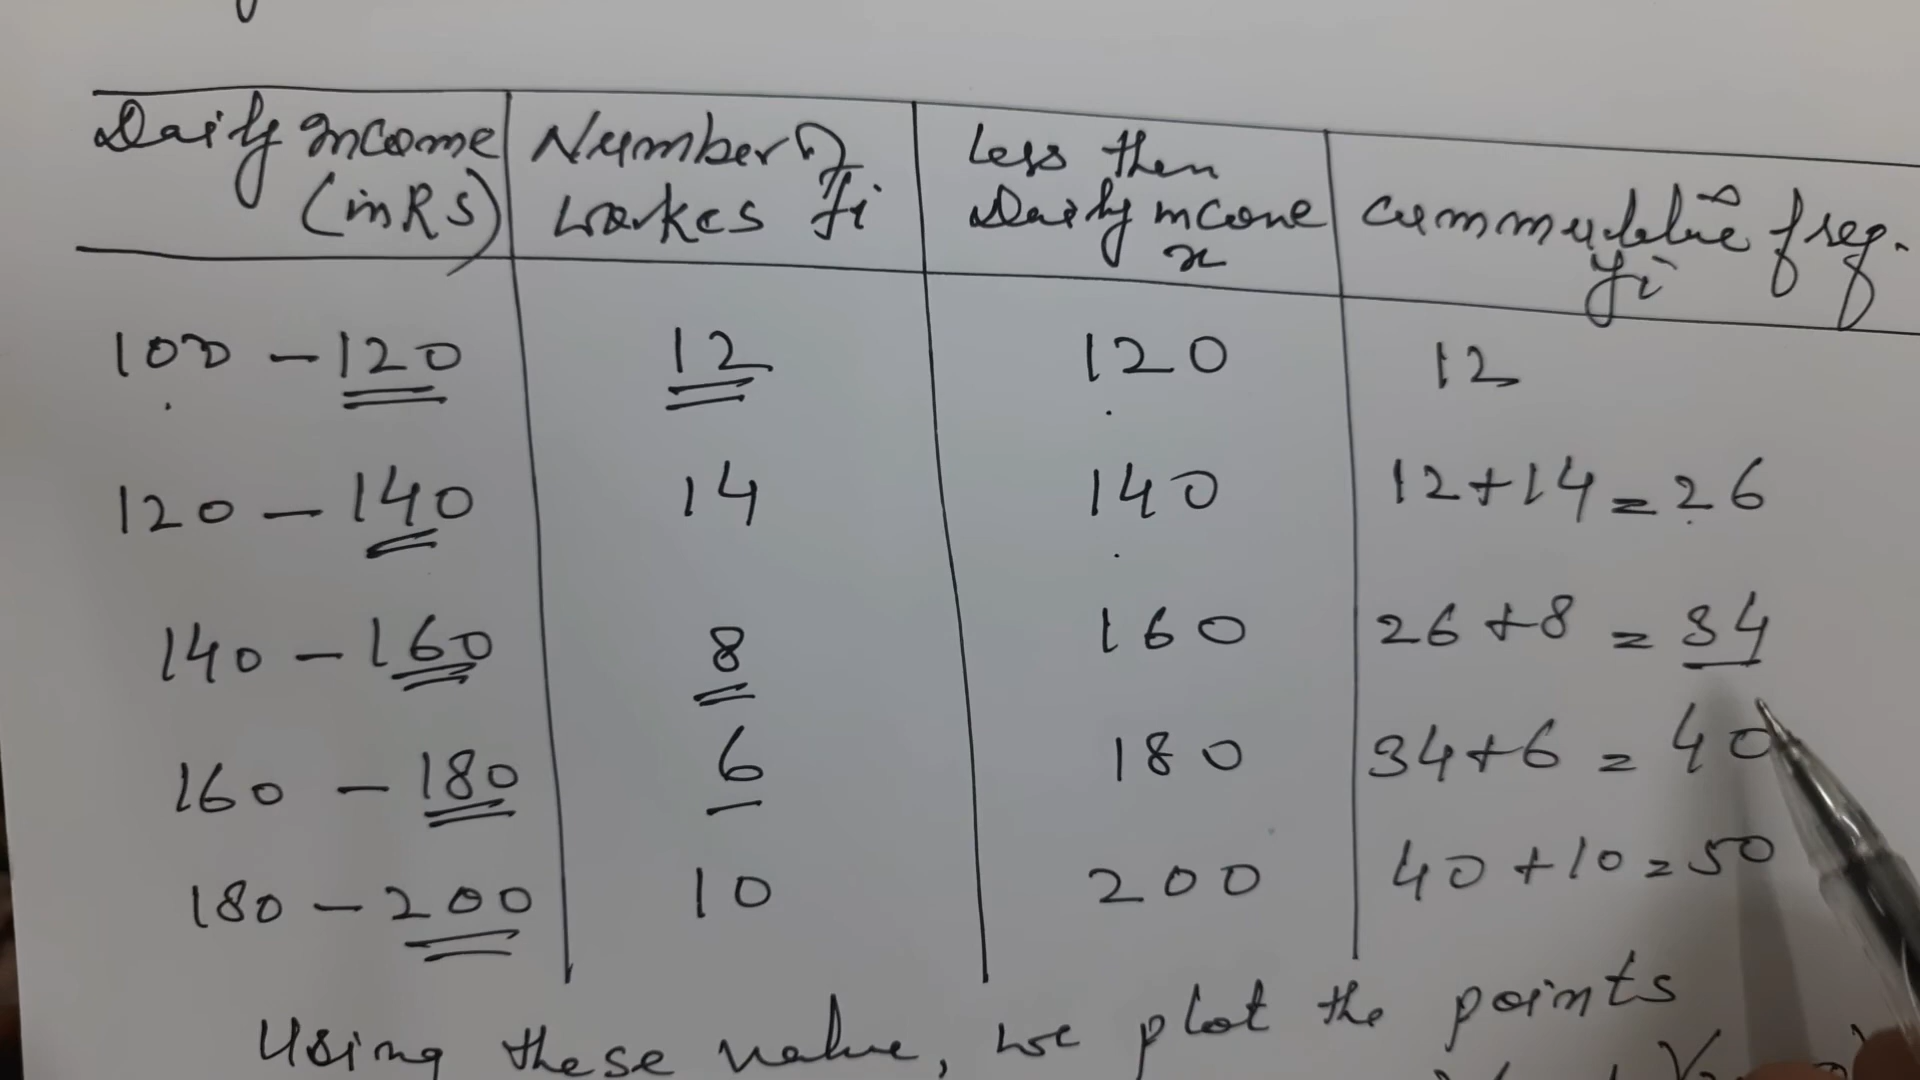 Daily income (in RS) Number of workes fi Less then Daily income x cummulative freq. yi
100 - 120 12 120 12
120 - 140 14 140 12+14 = 26
140 - 160 8 160 26+8 = 34
160 - 180 6 180 34+6 = 40
180 - 200 10 200 40+10=50
Using these value, we plot the points